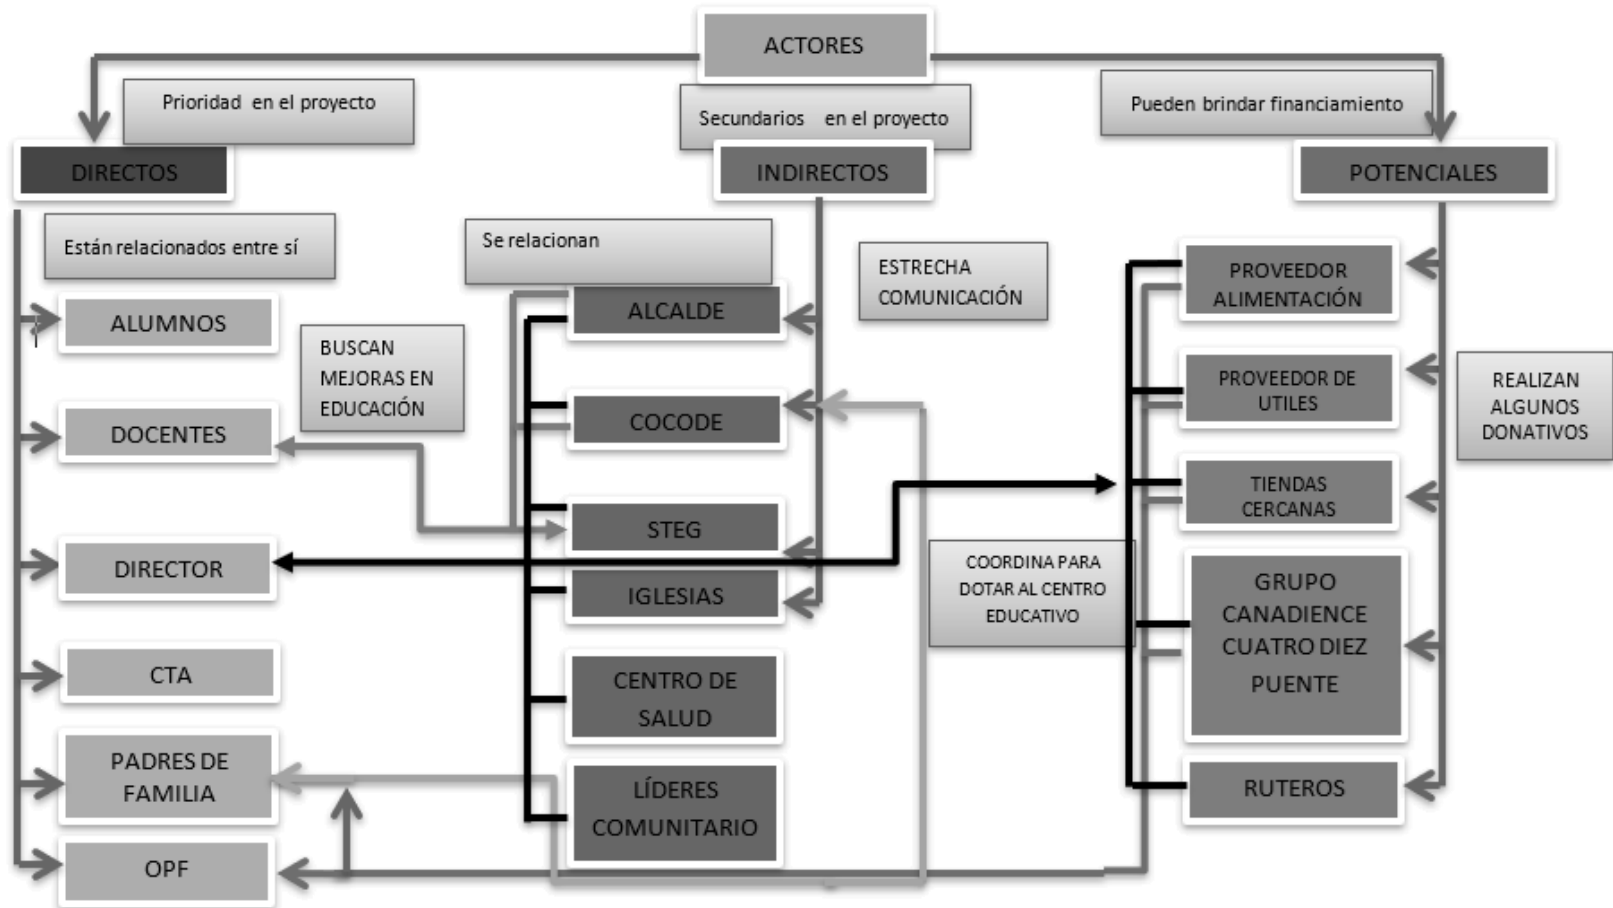 ACTORES
Prioridad en el proyecto
Secundarios en el proyecto
Pueden brindar financiamiento
DIRECTOS
INDIRECTOS
POTENCIALES
Están relacionados entre sí
Se relacionan
ESTRECHA
COMUNICACIÓN
ALUMNOS
DOCENTES
DIRECTOR
CTA
PADRES DE
FAMILIA
OPF
BUSCAN
MEJORAS EN
EDUCACIÓN
ALCALDE
COCODE
STEG
IGLESIAS
CENTRO DE
SALUD
LÍDERES
COMUNITARIO
COORDINA PARA
DOTAR AL CENTRO
EDUCATIVO
PROVEEDOR
ALIMENTACIÓN
PROVEEDOR DE
UTILES
TIENDAS
CERCANAS
GRUPO
CANADIENCE
CUATRO DIEZ
PUENTE
RUTEROS
REALIZAN
ALGUNOS
DONATIVOS